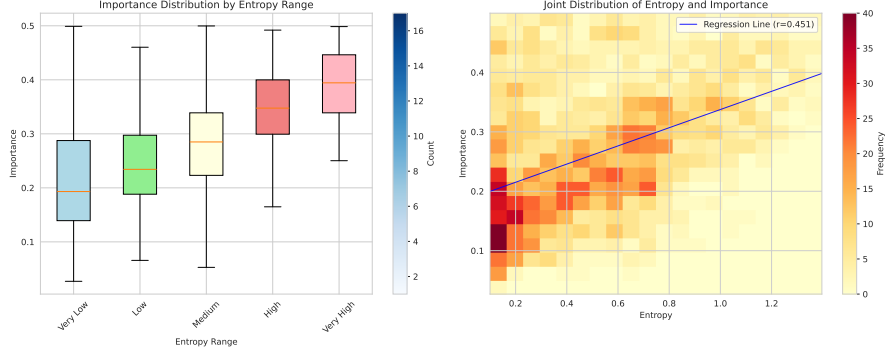 Importance Distribution by Entropy Range
0.5
0.4
0.3
0.2
0.1
Importance
Very Low
Low
Medium
High
Very High
Entropy Range
16
14
12
10
8
6
4
2
Count
Joint Distribution of Entropy and Importance
Regression Line (r=0.451)
0.4
0.3
0.2
0.1
Importance
0.2
0.4
0.6
0.8
1.0
1.2
Entropy
40
35
30
25
20
15
10
5
0
Frequency